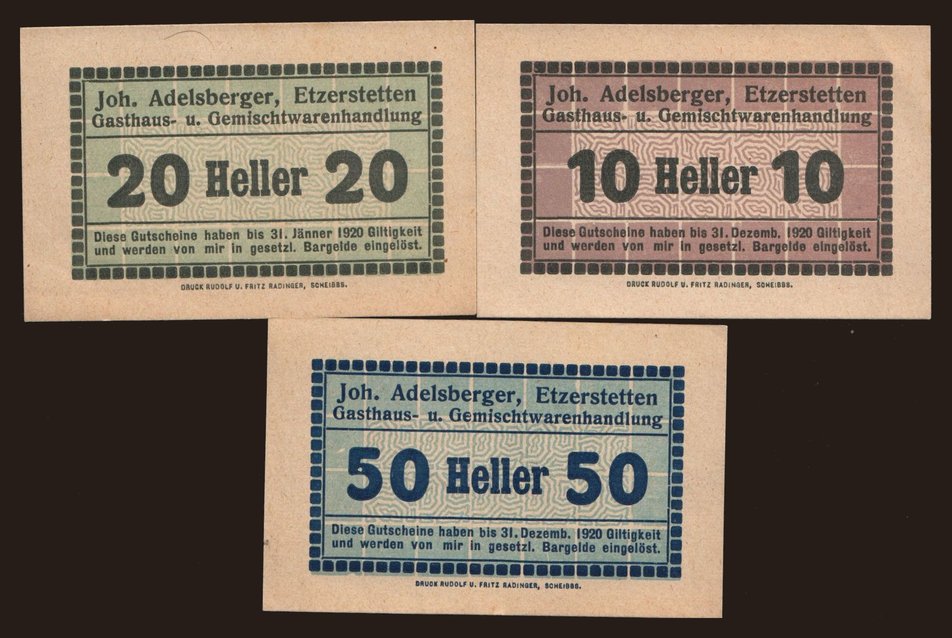 Joh. Adelsberger, Etzerstetten
Gasthaus- u. Gemischtwarenhandlung
20 Heller 20
Diese Gutscheine haben bis 31. Jänner 1920 Giltigkeit
und werden von mir in gesetzl. Bargelde eingelöst.
DRUCK RUDOLF U. FRITZ RADINGER, SCHEIBBS.
Joh. Adelsberger, Etzerstetten
Gasthaus- u. Gemischtwarenhandlung
10 Heller 10
Diese Gutscheine haben bis 31. Dezemb. 1920 Giltigkeit
und werden von mir in gesetzl. Bargelde eingelöst.
DRUCK RUDOLF U. FRITZ RADINGER, SCHEIBBS.
Joh. Adelsberger, Etzerstetten
Gasthaus- u. Gemischtwarenhandlung
50 Heller 50
Diese Gutscheine haben bis 31. Dezemb. 1920 Giltigkeit
und werden von mir in gesetzl. Bargelde eingelöst.
DRUCK RUDOLF U. FRITZ RADINGER, SCHEIBBS.